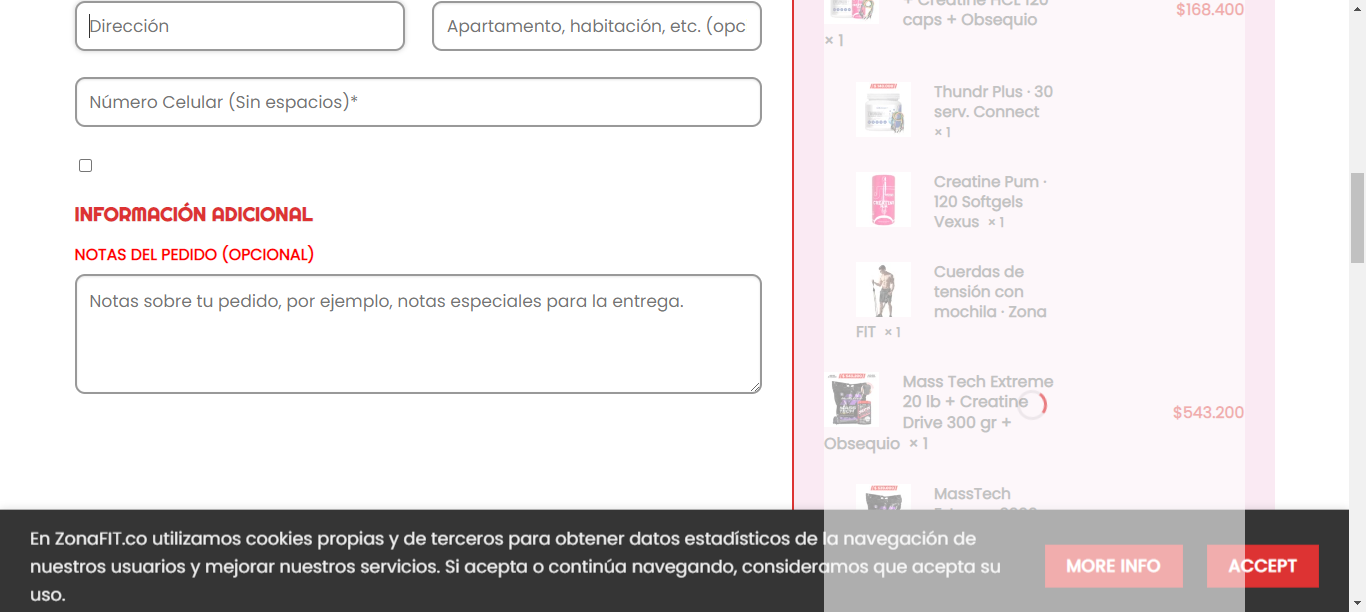 Dirección
Apartamento, habitación, etc. (opc
Número Celular (Sin espacios)*
INFORMACIÓN ADICIONAL
NOTAS DEL PEDIDO (OPCIONAL)
Notas sobre tu pedido, por ejemplo, notas especiales para la entrega.
+ Creatine HCL 120
caps + Obsequio
× 1
$168.400
Thundr Plus · 30
serv. Connect
× 1
Creatine Pum ·
120 Softgels
Vexus × 1
Cuerdas de
tensión con
mochila · Zona
FIT × 1
Mass Tech Extreme
20 lb + Creatine
Drive 300 gr +
Obsequio × 1
$543.200
MassTech
En ZonaFIT.co utilizamos cookies propias y de terceros para obtener datos estadísticos de la navegación de
nuestros usuarios y mejorar nuestros servicios. Si acepta o continúa navegando, consideramos que acepta su
uso.
MORE INFO
ACCEPT